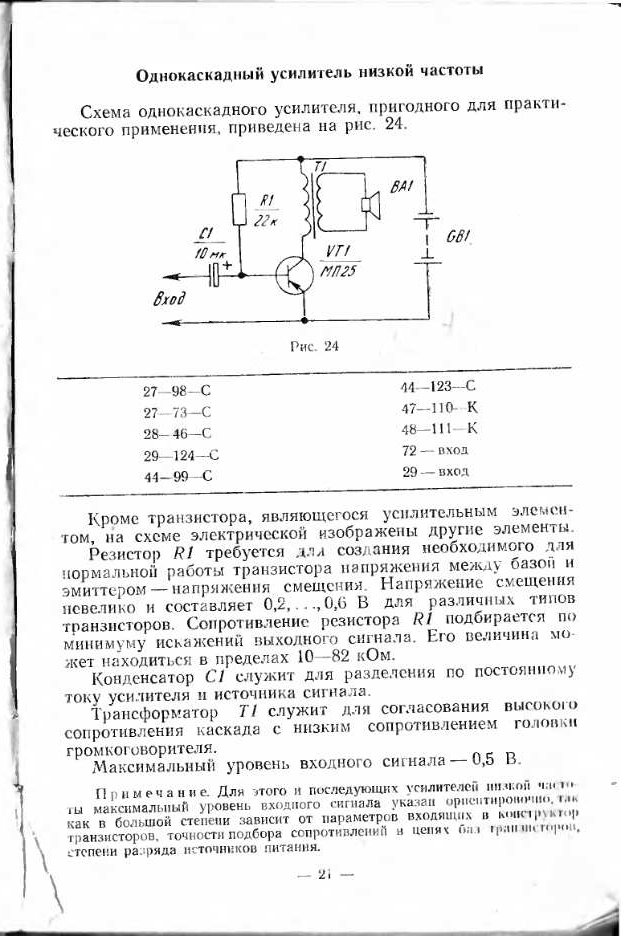 Однокаскадный усилитель низкой частоты
Схема однокаскадного усилителя, пригодного для практи-
ческого применения, приведена на рис. 24.
T1
BA1
R1
22к
C1
10 мк
+
VT1
МП25
GB1
Вход
Рис. 24
27—98—С
27—73—С
28—46—С
29—124—С
44—99—С
44—123—С
47—110—К
48—111—К
72 — вход
29 — вход
Кроме транзистора, являющегося усилительным элемен-
том, на схеме электрической изображены другие элементы.
Резистор R1 требуется для создания необходимого для
нормальной работы транзистора напряжения между базой и
эмиттером — напряжения смещения. Напряжение смещения
невелико и составляет 0,2,...,0,6 В для различных типов
транзисторов. Сопротивление резистора R1 подбирается по
минимуму искажений выходного сигнала. Его величина мо-
жет находиться в пределах 10—82 кОм.
Конденсатор C1 служит для разделения по постоянному
току усилителя и источника сигнала.
Трансформатор T1 служит для согласования высокого
сопротивления каскада с низким сопротивлением головки
громкоговорителя.
Максимальный уровень входного сигнала — 0,5 В.
Примечание. Для этого и последующих усилителей низкой часто-
ты максимальный уровень входного сигнала указан ориентировочно, так
как в большой степени зависит от параметров входящих в конструктор
транзисторов, точности подбора сопротивлений в цепях баз транзисторов,
степени разряда источников питания.
— 21 —